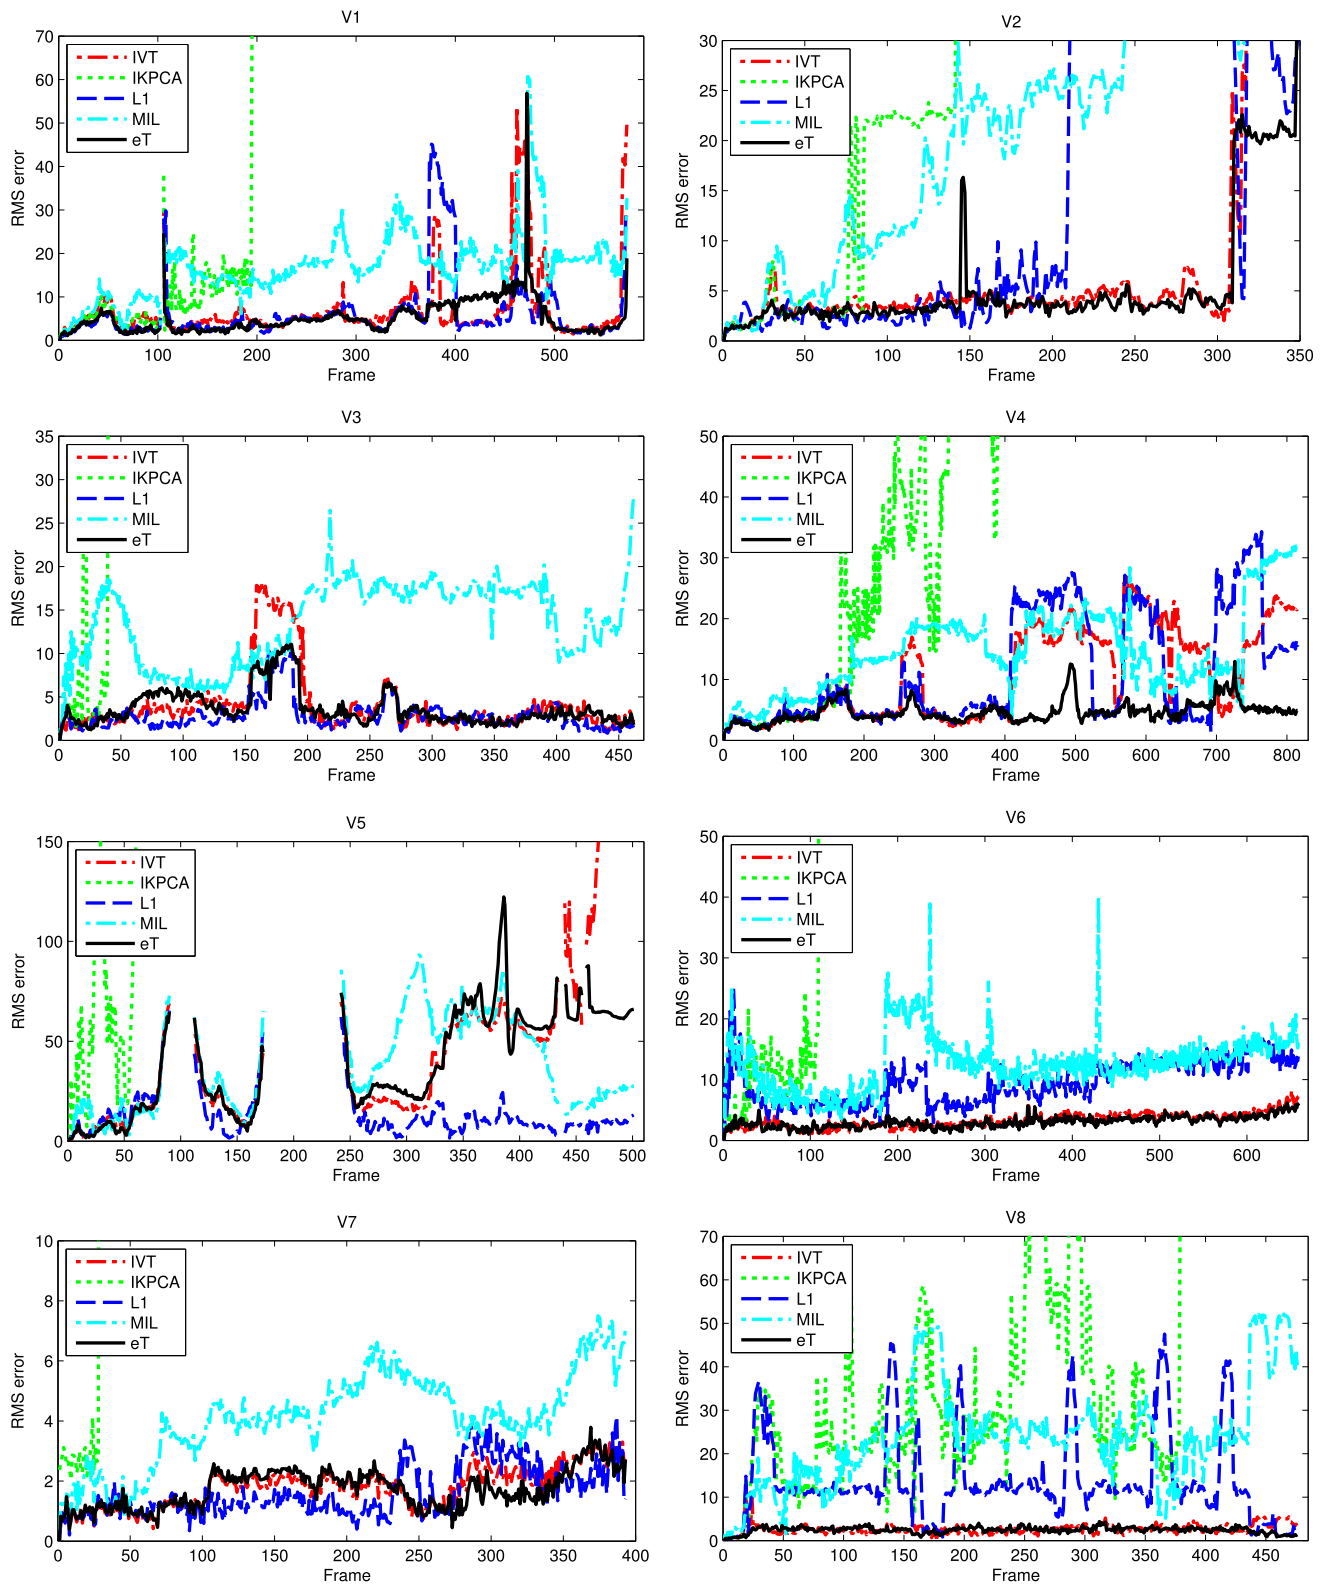 V1
70
60
50
40
30
20
10
0
RMS error
IVT
IKPCA
L1
MIL
eT
0 100 200 300 400 500
Frame
V2
30
25
20
15
10
5
0
RMS error
IVT
IKPCA
L1
MIL
eT
0 50 100 150 200 250 300 350
Frame
V3
35
30
25
20
15
10
5
0
RMS error
IVT
IKPCA
L1
MIL
eT
0 50 100 150 200 250 300 350 400 450
Frame
V4
50
40
30
20
10
0
RMS error
IVT
IKPCA
L1
MIL
eT
0 100 200 300 400 500 600 700 800
Frame
V5
150
100
50
0
RMS error
IVT
IKPCA
L1
MIL
eT
0 50 100 150 200 250 300 350 400 450 500
Frame
V6
50
40
30
20
10
0
RMS error
IVT
IKPCA
L1
MIL
eT
0 100 200 300 400 500 600
Frame
V7
10
8
6
4
2
0
RMS error
IVT
IKPCA
L1
MIL
eT
0 50 100 150 200 250 300 350 400
Frame
V8
70
60
50
40
30
20
10
0
RMS error
IVT
IKPCA
L1
MIL
eT
0 50 100 150 200 250 300 350 400 450
Frame